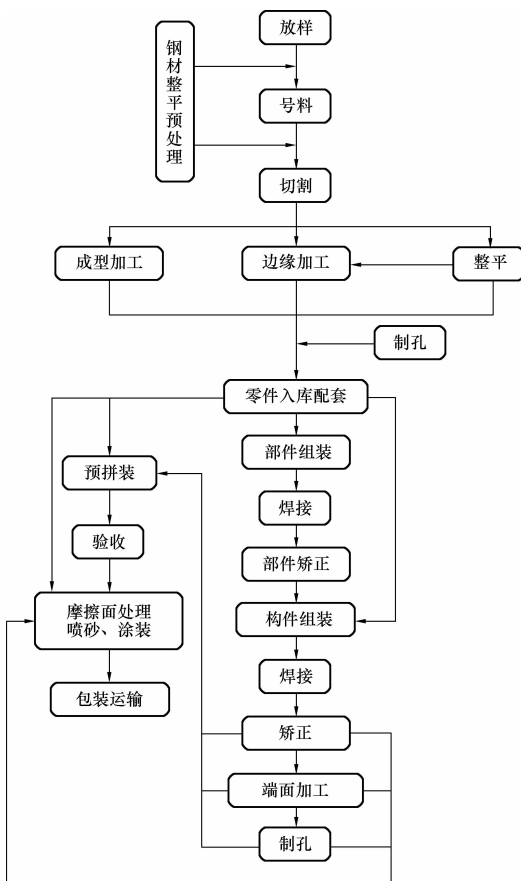 放样
钢材整平预处理
号料
切割
成型加工
边缘加工
整平
制孔
零件入库配套
部件组装
预拼装
焊接
验收
部件矫正
摩擦面处理
喷砂、涂装
构件组装
焊接
包装运输
矫正
端面加工
制孔